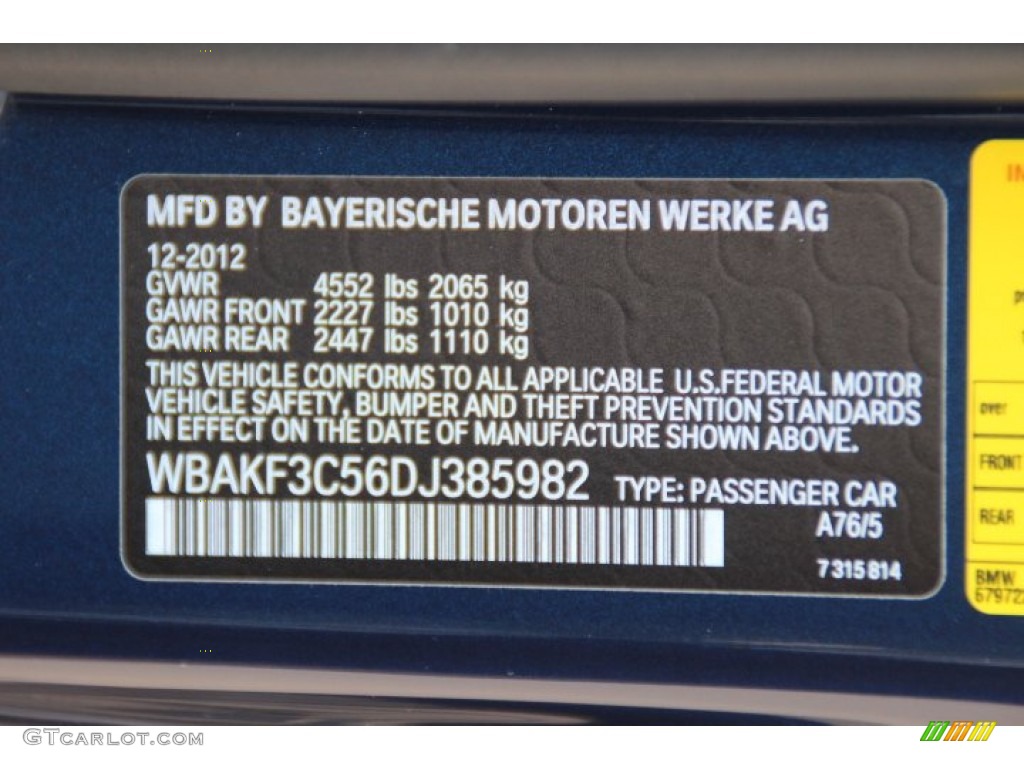 MFD BY BAYERISCHE MOTOREN WERKE AG
12-2012
GVWR 4552 lbs 2065 kg
GAWR FRONT 2227 lbs 1010 kg
GAWR REAR 2447 lbs 1110 kg
THIS VEHICLE CONFORMS TO ALL APPLICABLE U.S.FEDERAL MOTOR
VEHICLE SAFETY, BUMPER AND THEFT PREVENTION STANDARDS
IN EFFECT ON THE DATE OF MANUFACTURE SHOWN ABOVE.
WBAKF3C56DJ385982 TYPE: PASSENGER CAR
A76/5
7 315 814
over
FRONT
REAR
BMW
GTCARLOT.COM